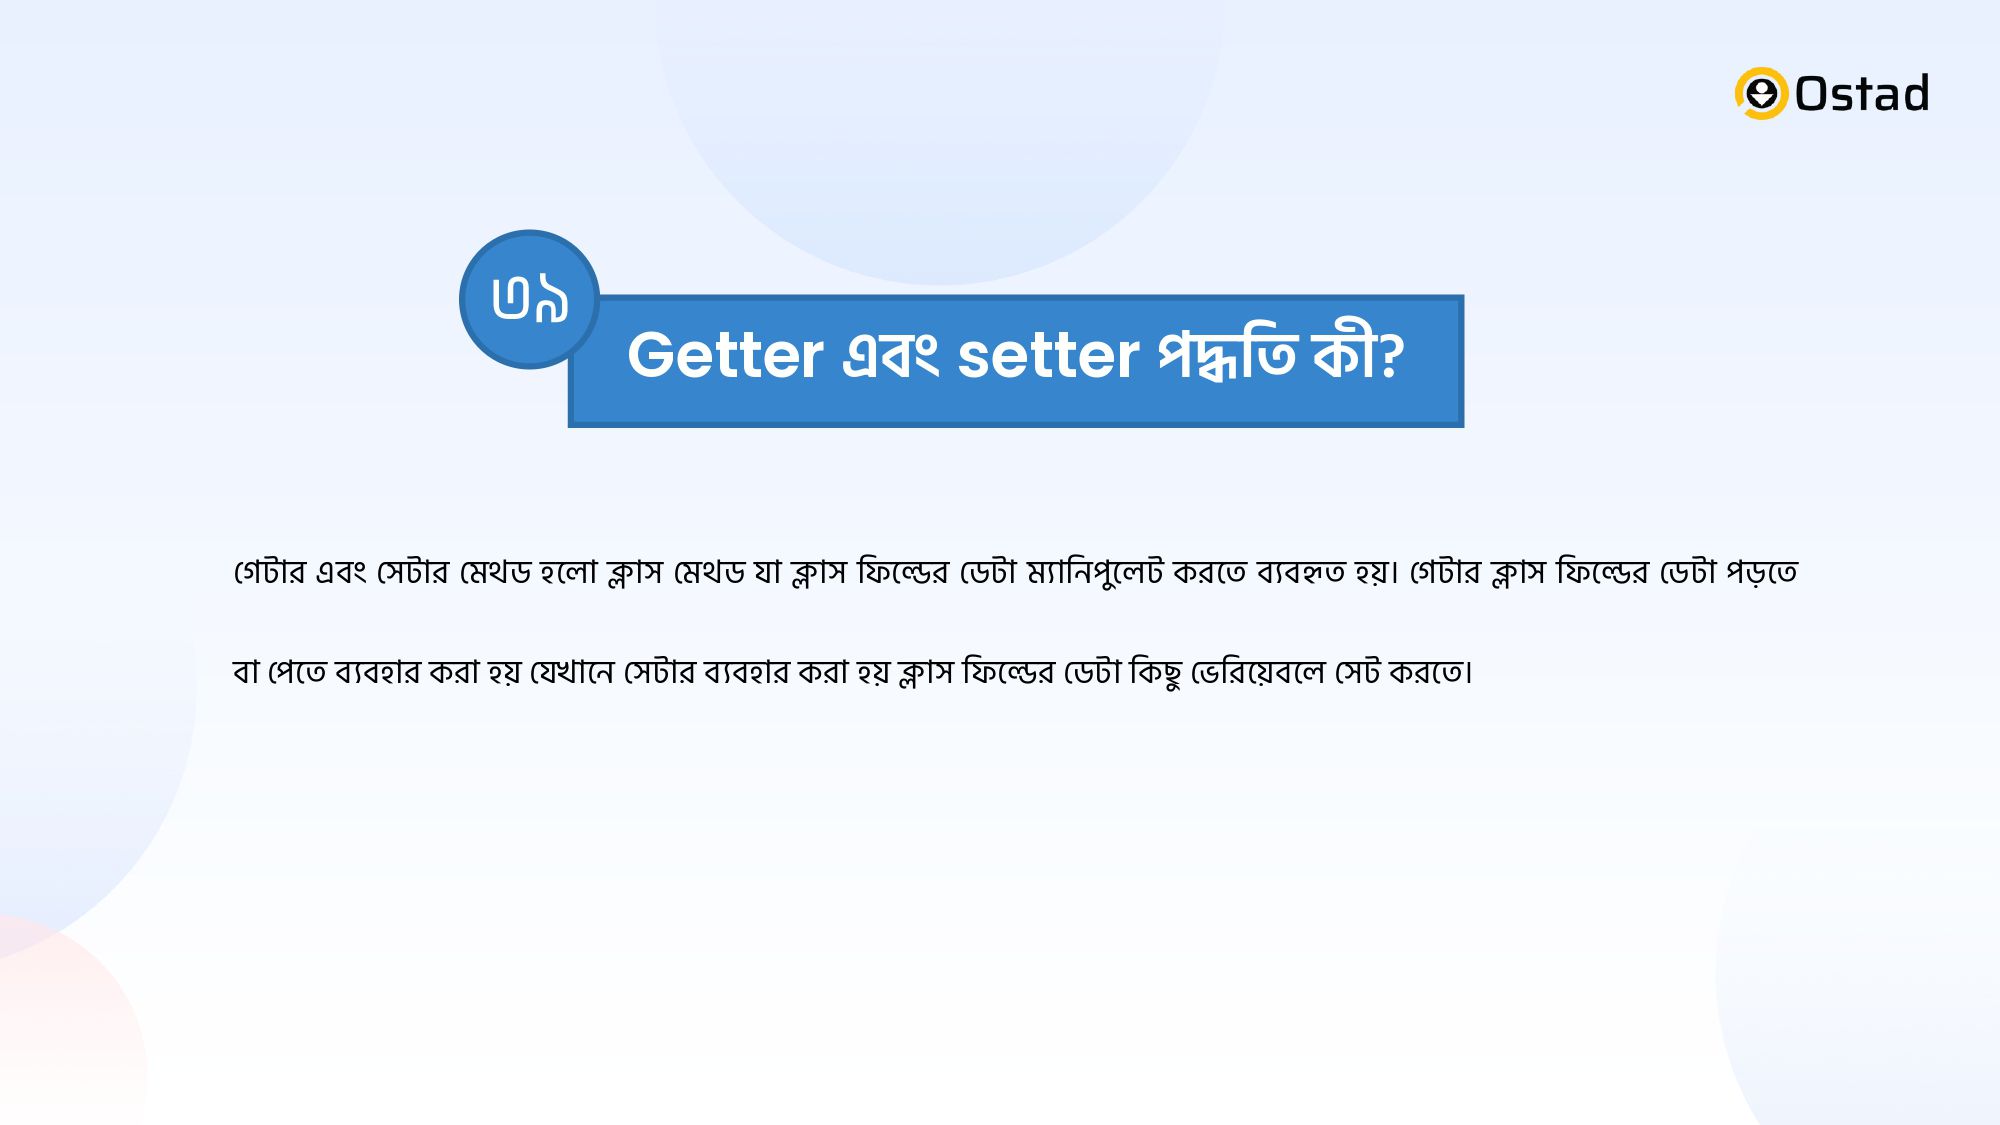 Ostad
৩৯
Getter এবং setter পদ্ধতি কী?
গেটার এবং সেটার মেথড হলো ক্লাস মেথড যা ক্লাস ফিল্ডের ডেটা ম্যানিপুলেট করতে ব্যবহৃত হয়। গেটার ক্লাস ফিল্ডের ডেটা পড়তে
বা পেতে ব্যবহার করা হয় যেখানে সেটার ব্যবহার করা হয় ক্লাস ফিল্ডের ডেটা কিছু ভেরিয়েবলে সেট করতে।